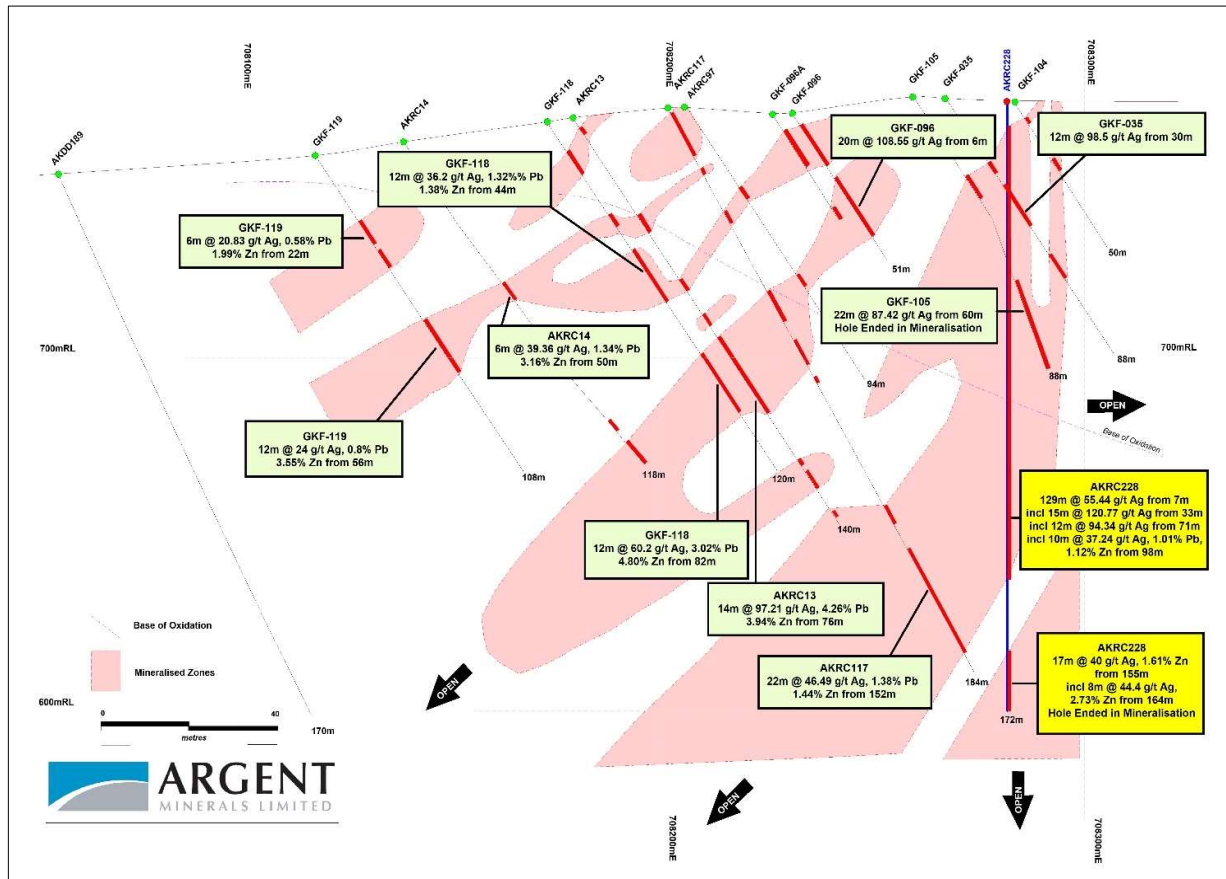 708100mE
708200mE
708300mE
AKDD189
GKF-119
AKRC14
GKF-118
AKRC13
AKRC117
AKRC97
GKF-096A
GKF-096
GKF-105
GKF-035
AKRC228
GKF-104
GKF-118
12m @ 36.2 g/t Ag, 1.32%% Pb
1.38% Zn from 44m
GKF-096
20m @ 108.55 g/t Ag from 6m
GKF-035
12m @ 98.5 g/t Ag from 30m
GKF-119
6m @ 20.83 g/t Ag, 0.58% Pb
1.99% Zn from 22m
51m
50m
GKF-105
22m @ 87.42 g/t Ag from 60m
Hole Ended in Mineralisation
AKRC14
6m @ 39.36 g/t Ag, 1.34% Pb
3.16% Zn from 50m
700mRL
700mRL
88m
88m
94m
OPEN
Base of Oxidation
GKF-119
12m @ 24 g/t Ag, 0.8% Pb
3.55% Zn from 56m
108m
118m
120m
140m
AKRC228
129m @ 55.44 g/t Ag from 7m
incl 15m @ 120.77 g/t Ag from 33m
incl 12m @ 94.34 g/t Ag from 71m
incl 10m @ 37.24 g/t Ag, 1.01% Pb,
1.12% Zn from 98m
GKF-118
12m @ 60.2 g/t Ag, 3.02% Pb
4.80% Zn from 82m
AKRC13
14m @ 97.21 g/t Ag, 4.26% Pb
3.94% Zn from 76m
AKRC117
22m @ 46.49 g/t Ag, 1.38% Pb
1.44% Zn from 152m
184m
AKRC228
17m @ 40 g/t Ag, 1.61% Zn
from 155m
incl 8m @ 44.4 g/t Ag,
2.73% Zn from 164m
Hole Ended in Mineralisation
172m
Base of Oxidation
Mineralised Zones
600mRL
0
40
metres
170m
OPEN
OPEN
OPEN
ARGENT
MINERALS LIMITED
708200mE
708300mE